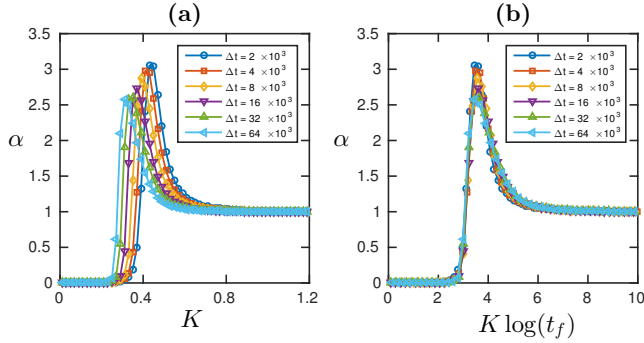 (a)
3.5
3
2.5
2
1.5
1
0.5
0
α
Δt = 2 ×10³
Δt = 4 ×10³
Δt = 8 ×10³
Δt = 16 ×10³
Δt = 32 ×10³
Δt = 64 ×10³
0 0.4 0.8 1.2
K
(b)
3.5
3
2.5
2
1.5
1
0.5
0
α
Δt = 2 ×10³
Δt = 4 ×10³
Δt = 8 ×10³
Δt = 16 ×10³
Δt = 32 ×10³
Δt = 64 ×10³
0 2 4 6 8 10
K log(t_f)